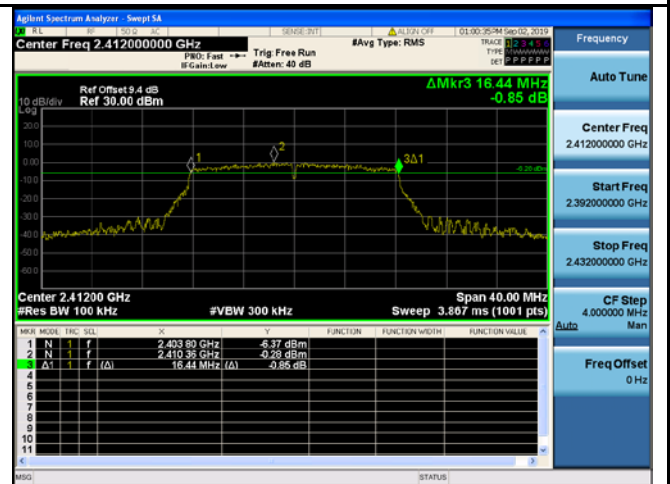 Agilent Spectrum Analyzer - Swept SA
RL RF 50 Ω AC SENSE:INT ALIGN OFF 01:00:35PM Sep 02, 2019
Center Freq 2.412000000 GHz #Avg Type: RMS TRACE 1 2 3 4 5 6
PNO: Fast Trig: Free Run TYPE MWWWWW
IFGain:Low #Atten: 40 dB DET P P P P P P
Frequency
Auto Tune
Ref Offset 9.4 dB ΔMkr3 16.44 MHz
10 dB/div Ref 30.00 dBm -0.85 dB
Log
20.0
10.0
0.00
-10.0
-20.0
-30.0
-40.0
-50.0
-60.0
1
2
3Δ1
-6.28 dBm
Center 2.41200 GHz Span 40.00 MHz
#Res BW 100 kHz #VBW 300 kHz Sweep 3.867 ms (1001 pts)
MKR MODE TRC SCL X Y FUNCTION FUNCTION WIDTH FUNCTION VALUE
1 N 1 f 2.403 80 GHz -6.37 dBm
2 N 1 f 2.410 36 GHz -0.28 dBm
3 Δ1 1 f (Δ) 16.44 MHz (Δ) -0.85 dB
4
5
6
7
8
9
10
11
MSG STATUS
Center Freq
2.412000000 GHz
Start Freq
2.392000000 GHz
Stop Freq
2.432000000 GHz
CF Step
4.000000 MHz
Auto Man
Freq Offset
0 Hz